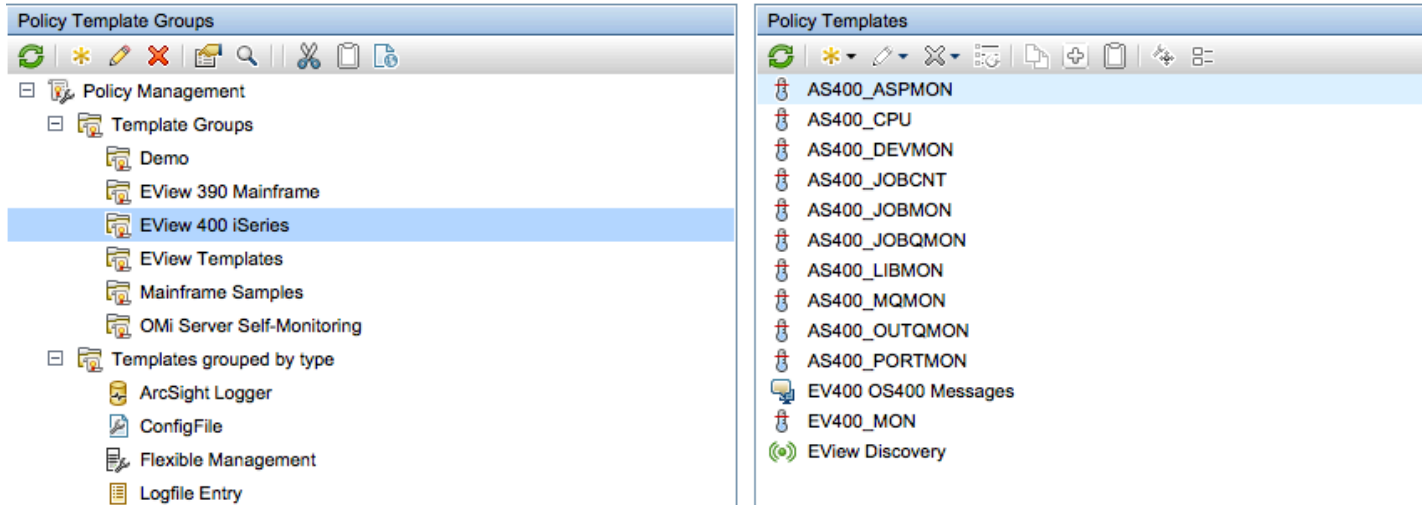 Policy Template Groups
Policy Management
Template Groups
Demo
EView 390 Mainframe
EView 400 iSeries
EView Templates
Mainframe Samples
OMi Server Self-Monitoring
Templates grouped by type
ArcSight Logger
ConfigFile
Flexible Management
Logfile Entry
Policy Templates
AS400_ASPMON
AS400_CPU
AS400_DEVMON
AS400_JOBCNT
AS400_JOBMON
AS400_JOBQMON
AS400_LIBMON
AS400_MQMON
AS400_OUTQMON
AS400_PORTMON
EV400 OS400 Messages
EV400_MON
EView Discovery